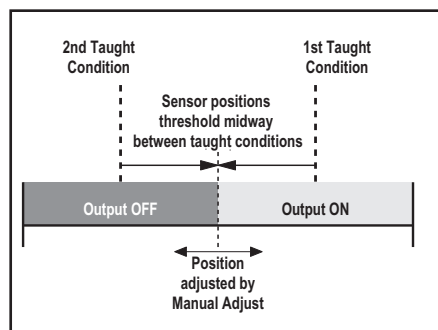 2nd Taught
Condition
1st Taught
Condition
Sensor positions
threshold midway
between taught conditions
Output OFF
Output ON
Position
adjusted by
Manual Adjust